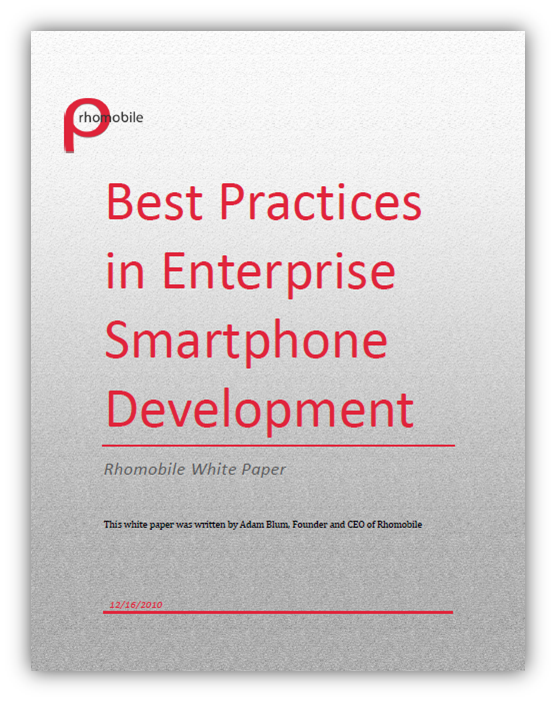 rhomobile
Best Practices
in Enterprise
Smartphone
Development
Rhomobile White Paper
This white paper was written by Adam Blum, Founder and CEO of Rhomobile
12/16/2010